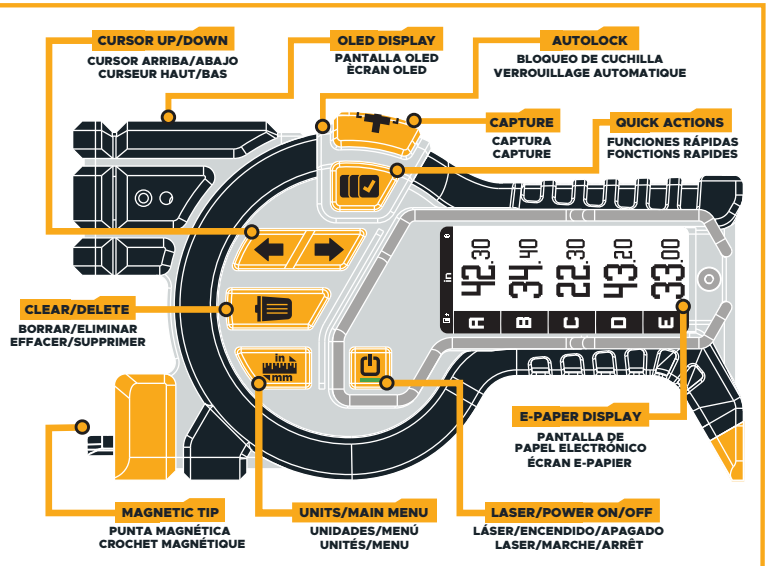 CURSOR UP/DOWN
CURSOR ARRIBA/ABAJO
CURSEUR HAUT/BAS
OLED DISPLAY
PANTALLA OLED
ÈCRAN OLED
AUTOLOCK
BLOQUEO DE CUCHILLA
VERROUILLAGE AUTOMATIQUE
CAPTURE
CAPTURA
CAPTURE
QUICK ACTIONS
FUNCIONES RÁPIDAS
FONCTIONS RAPIDES
in
A 42.30
B 34.40
C 22.30
D 43.20
E 33.00
CLEAR/DELETE
BORRAR/ELIMINAR
EFFACER/SUPPRIMER
in
mm
E-PAPER DISPLAY
PANTALLA DE
PAPEL ELECTRÓNICO
ÉCRAN E-PAPIER
MAGNETIC TIP
PUNTA MAGNÉTICA
CROCHET MAGNÉTIQUE
UNITS/MAIN MENU
UNIDADES/MENÚ
UNITÉS/MENU
LASER/POWER ON/OFF
LÁSER/ENCENDIDO/APAGADO
LASER/MARCHE/ARRÊT